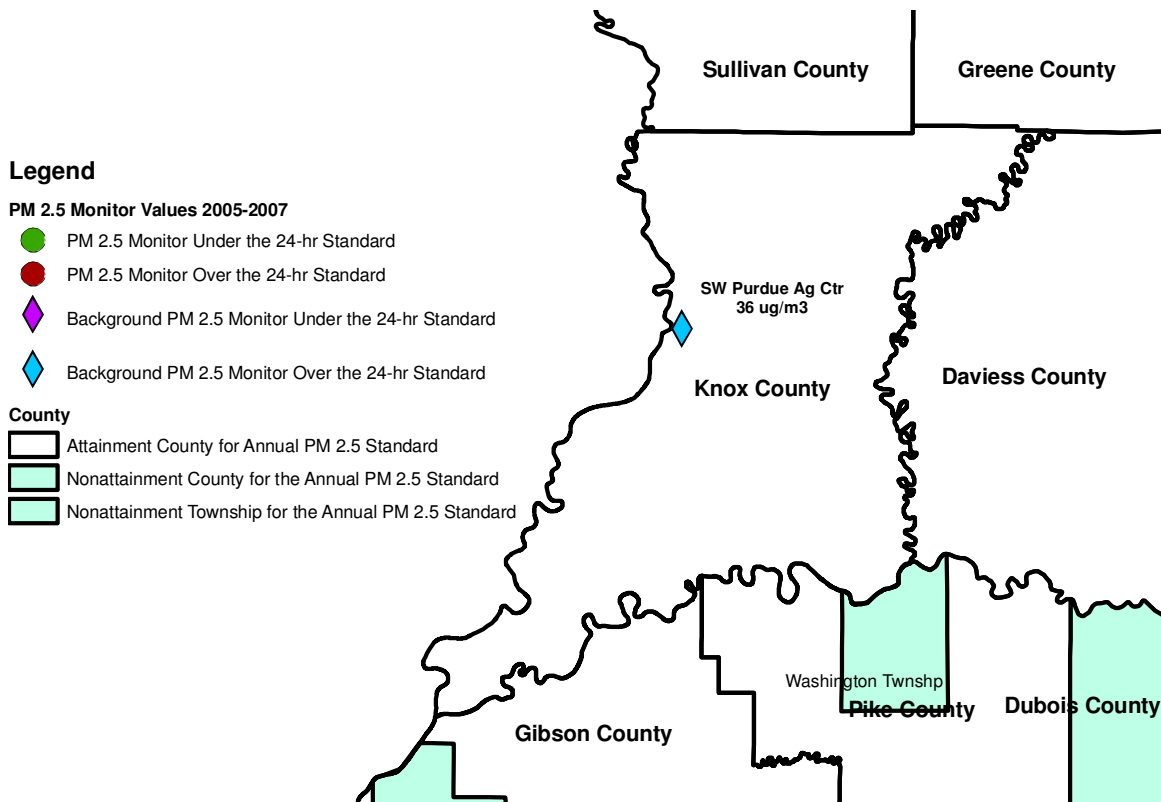 Sullivan County
Greene County
Legend
PM 2.5 Monitor Values 2005-2007
PM 2.5 Monitor Under the 24-hr Standard
PM 2.5 Monitor Over the 24-hr Standard
Background PM 2.5 Monitor Under the 24-hr Standard
Background PM 2.5 Monitor Over the 24-hr Standard
County
Attainment County for Annual PM 2.5 Standard
Nonattainment County for the Annual PM 2.5 Standard
Nonattainment Township for the Annual PM 2.5 Standard
SW Purdue Ag Ctr
36 ug/m3
Knox County
Daviess County
Washington Twnshp
Pike County
Dubois County
Gibson County